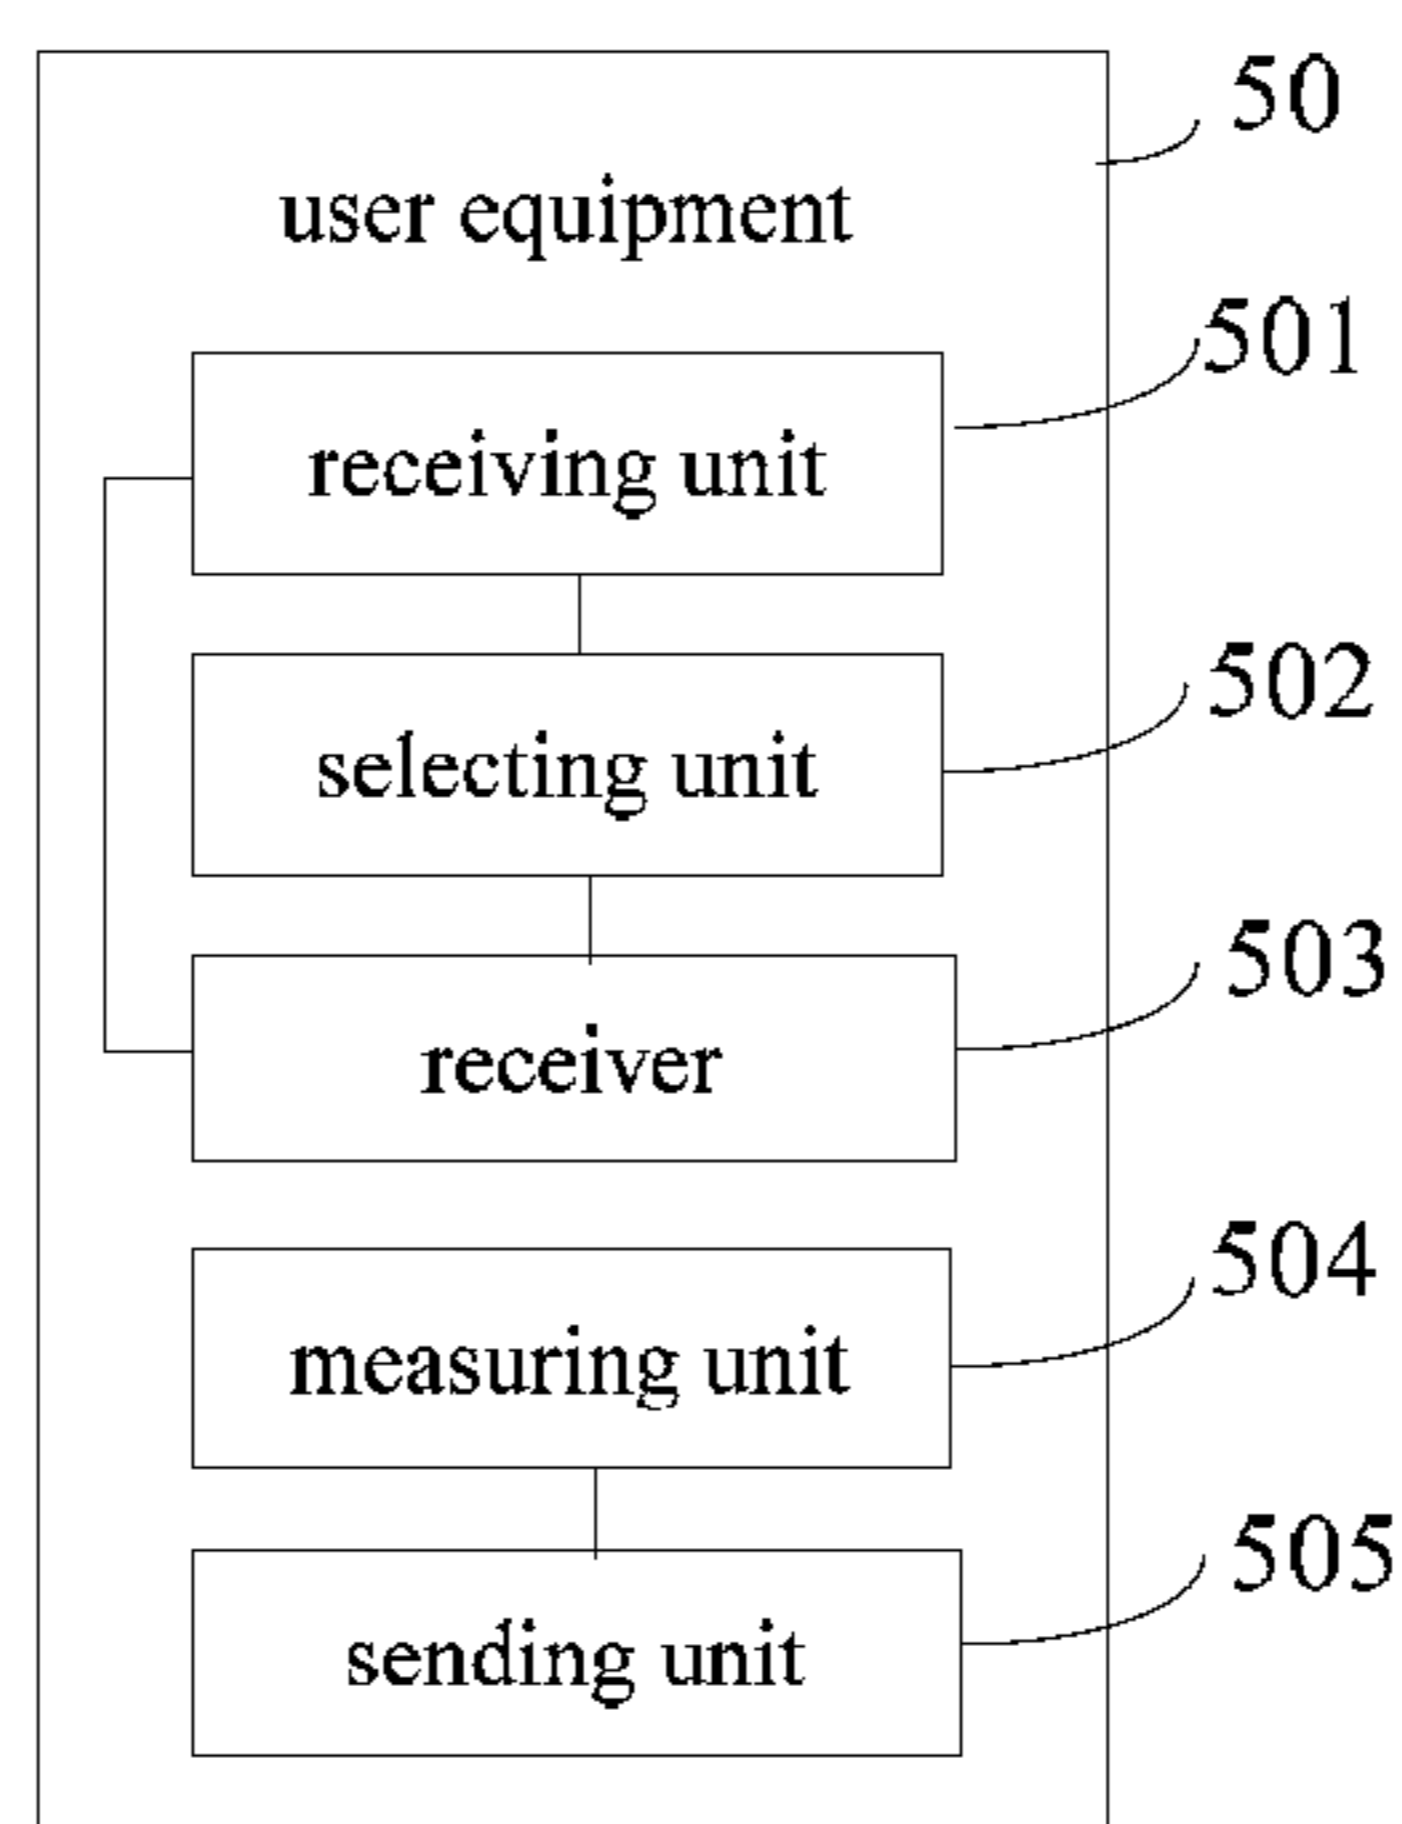 50
user equipment
501
receiving unit
502
selecting unit
503
receiver
504
measuring unit
505
sending unit